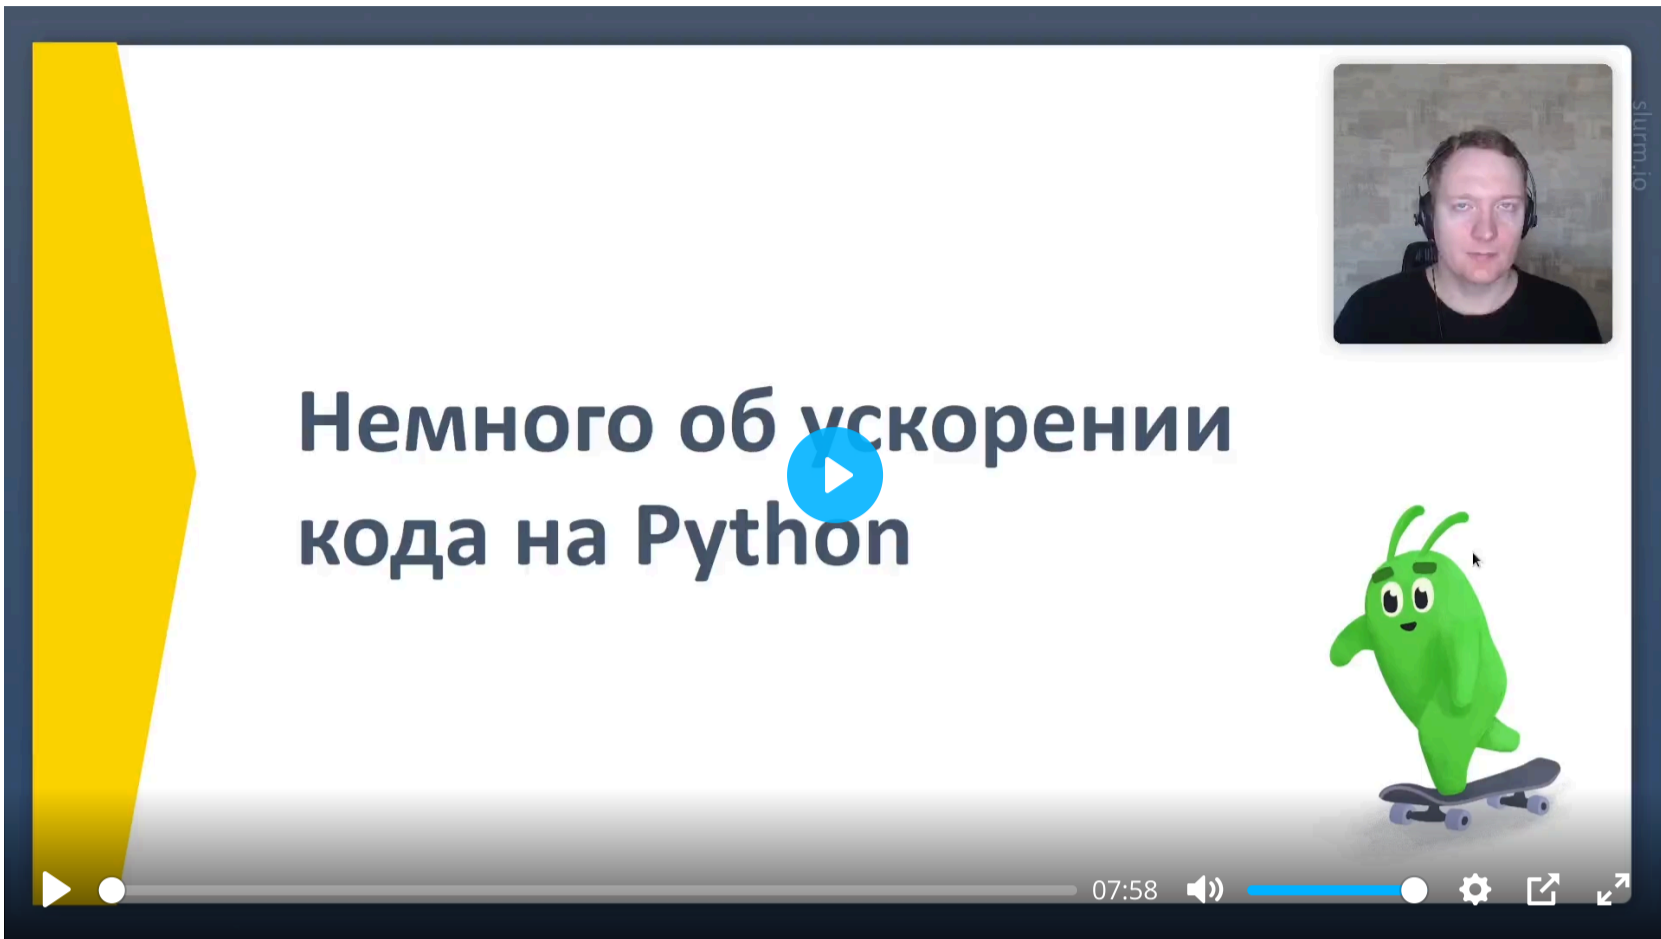 slurm.io
Немного об ускорении
кода на Python
07:58